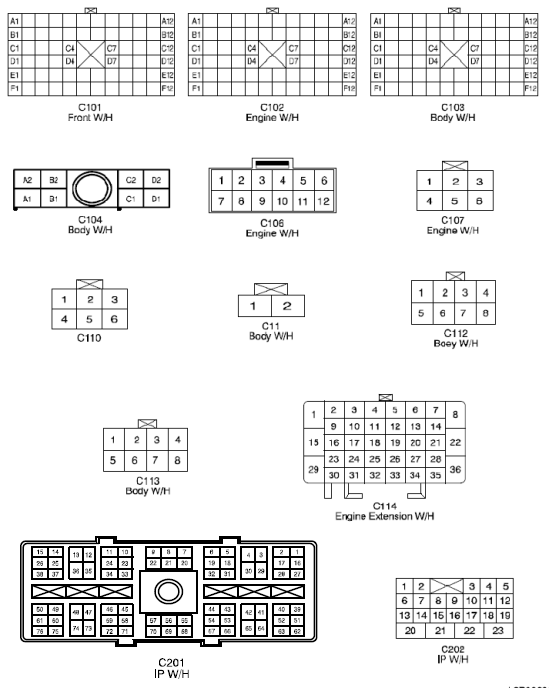 A1 A12 A1 A12 A1 A12
B1 B12 B1 B12 B1 B12
C1 C4 C7 C12 C1 C4 C7 C12 C1 C4 C7 C12
D1 D4 D7 D12 D1 D4 D7 D12 D1 D4 D7 D12
E1 E12 E1 E12 E1 E12
F1 F12 F1 F12 F1 F12
C101 C102 C103
Front W/H Engine W/H Body W/H
A2 B2 C2 D2
A1 B1 C1 D1
C104
Body W/H
1 2 3 4 5 6
7 8 9 10 11 12
C106
Engine W/H
1 2 3
4 5 6
C107
Engine W/H
1 2 3
4 5 6
C110
1 2
C11
Body W/H
1 2 3 4
5 6 7 8
C112
Boey W/H
1 2 3 4
5 6 7 8
C113
Body W/H
1 2 3 4 5 6 7 8
9 10 11 12 13 14
15 16 17 18 19 20 21 22
23 24 25 26 27 28
29 30 31 32 33 34 35 36
C114
Engine Extension W/H
15 14 13 12 11 10 9 8 7 6 5 4 3 2 1
26 25 24 23 22 21 20 19 18 17 16
38 37 36 35 34 33 32 31 30 29 28 27
50 49 48 47 46 45 44 43 42 41 40 39
61 60 59 58 57 56 55 54 53 52 51
76 75 74 73 72 71 70 69 68 67 66 65 64 63 62
C201
IP W/H
1 2 3 4 5
6 7 8 9 10 11 12
13 14 15 16 17 18 19
20 21 22 23
C202
IP W/H